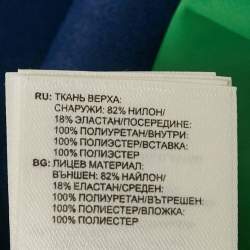 RU: ТКАНЬ ВЕРХА:
СНАРУЖИ: 82% НИЛОН/
18% ЭЛАСТАН/ПОСЕРЕДИНЕ:
100% ПОЛИУРЕТАН/ВНУТРИ:
100% ПОЛИЭСТЕР/ВСТАВКА:
100% ПОЛИЭСТЕР
BG: ЛИЦЕВ МАТЕРИАЛ:
ВЪНШЕН: 82% НАЙЛОН/
18% ЕЛАСТАН/СРЕДЕН:
100% ПОЛИУРЕТАН/ВЪТРЕШЕН:
100% ПОЛИЕСТЕР/ВЛОЖКА:
100% ПОЛИЕСТЕР